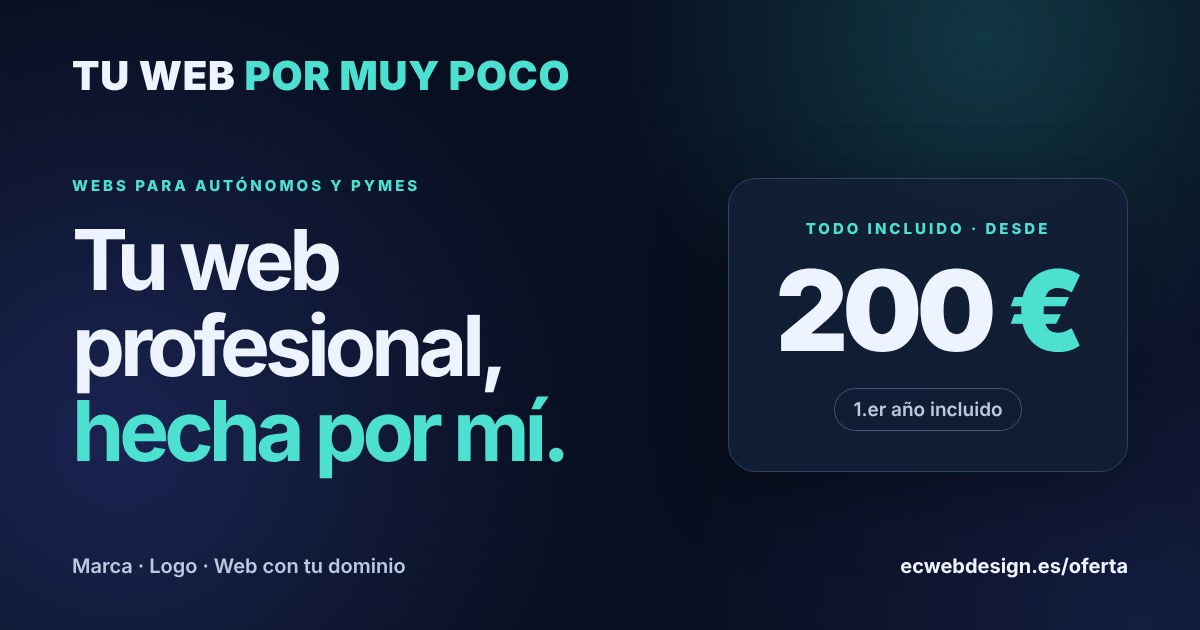 TU WEB POR MUY POCO
WEBS PARA AUTÓNOMOS Y PYMES
Tu web
profesional,
hecha por mí.
TODO INCLUIDO · DESDE
200 €
1.er año incluido
Marca · Logo · Web con tu dominio
ecwebdesign.es/oferta